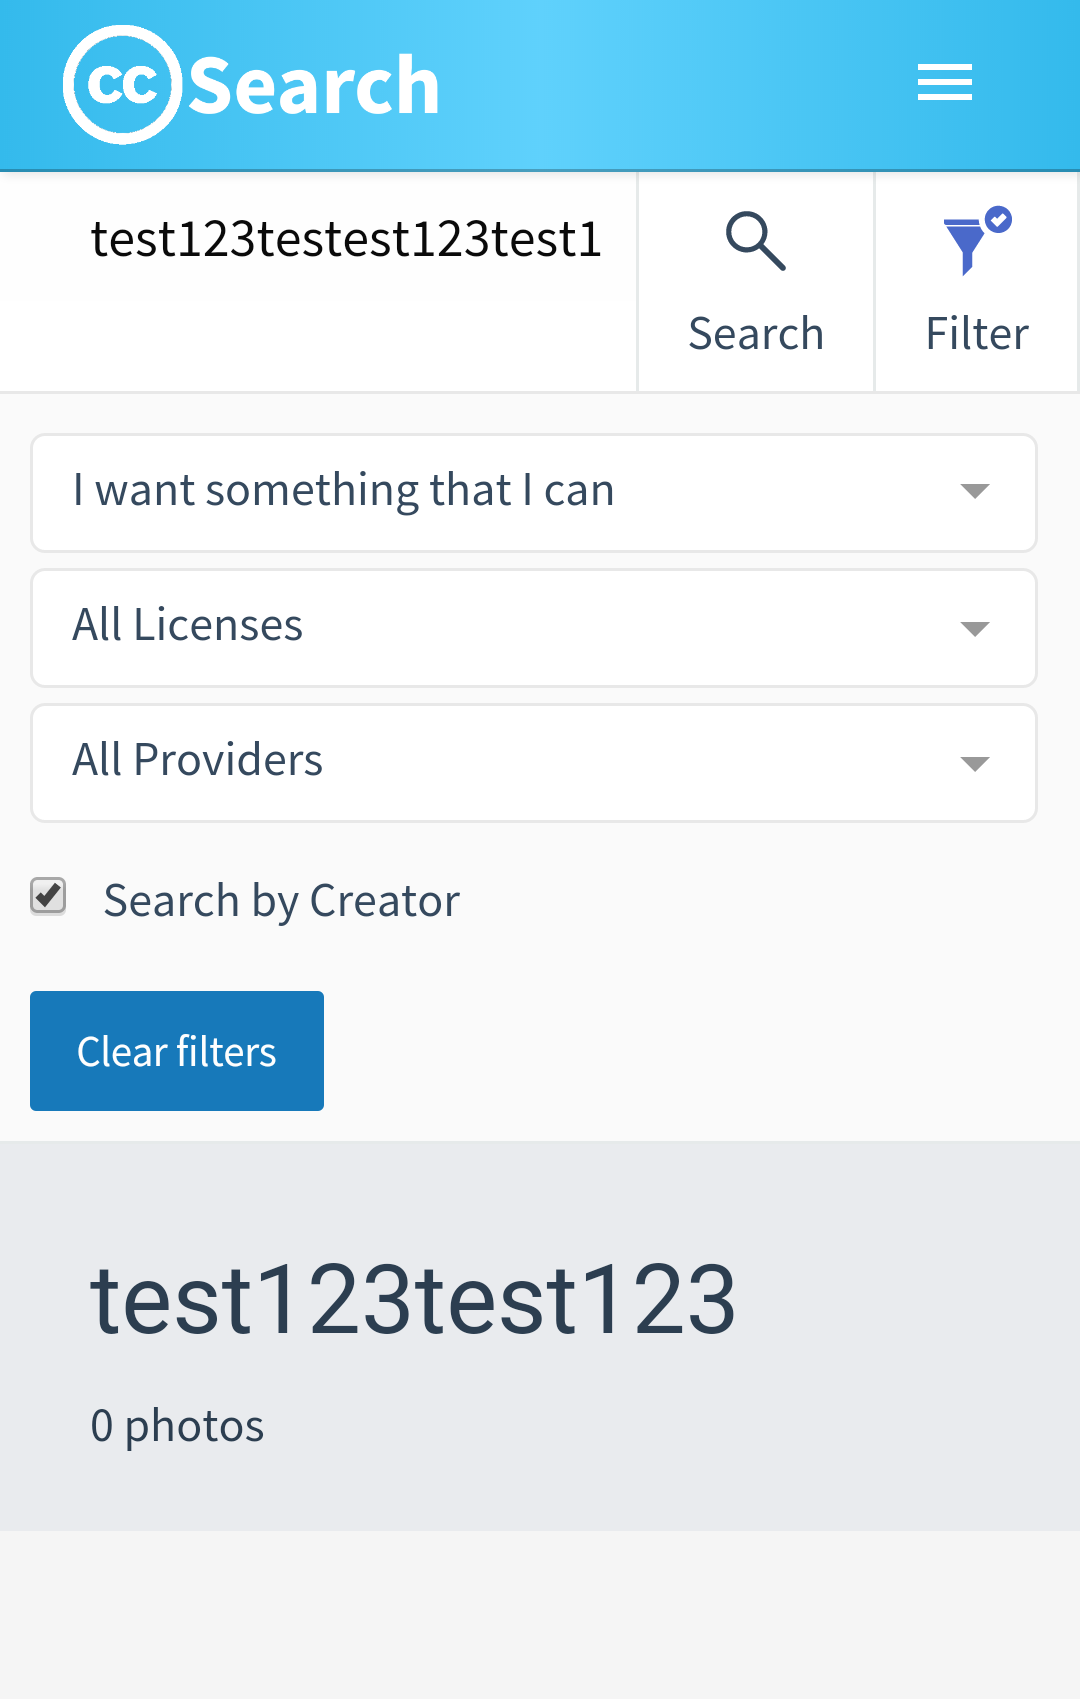 cc Search
test123testest123test1
Search
Filter
I want something that I can
All Licenses
All Providers
Search by Creator
Clear filters
test123test123
0 photos